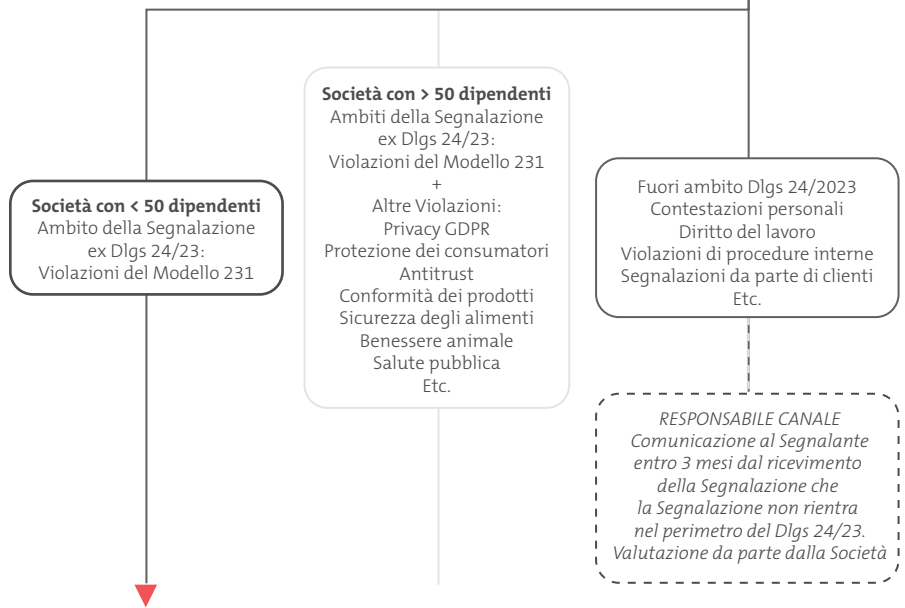 Società con < 50 dipendenti
Ambito della Segnalazione
ex Dlgs 24/23:
Violazioni del Modello 231
Società con > 50 dipendenti
Ambiti della Segnalazione
ex Dlgs 24/23:
Violazioni del Modello 231
+
Altre Violazioni:
Privacy GDPR
Protezione dei consumatori
Antitrust
Conformità dei prodotti
Sicurezza degli alimenti
Benessere animale
Salute pubblica
Etc.
Fuori ambito Dlgs 24/2023
Contestazioni personali
Diritto del lavoro
Violazioni di procedure interne
Segnalazioni da parte di clienti
Etc.
RESPONSABILE CANALE
Comunicazione al Segnalante
entro 3 mesi dal ricevimento
della Segnalazione che
la Segnalazione non rientra
nel perimetro del Dlgs 24/23.
Valutazione da parte dalla Società